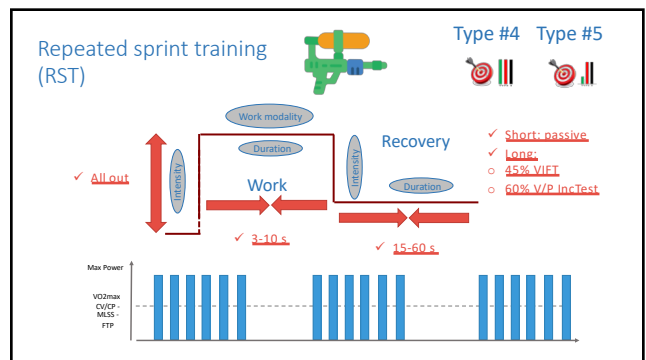 Repeated sprint training
(RST)
Type #4
Type #5
Work modality
Duration
Intensity
Work
Recovery
Intensity
Duration
✓ All out
✓ 3-10 s
✓ 15-60 s
✓ Short: passive
✓ Long:
o 45% VIFT
o 60% V/P IncTest
Max Power
VO2max
CV/CP -
MLSS -
FTP